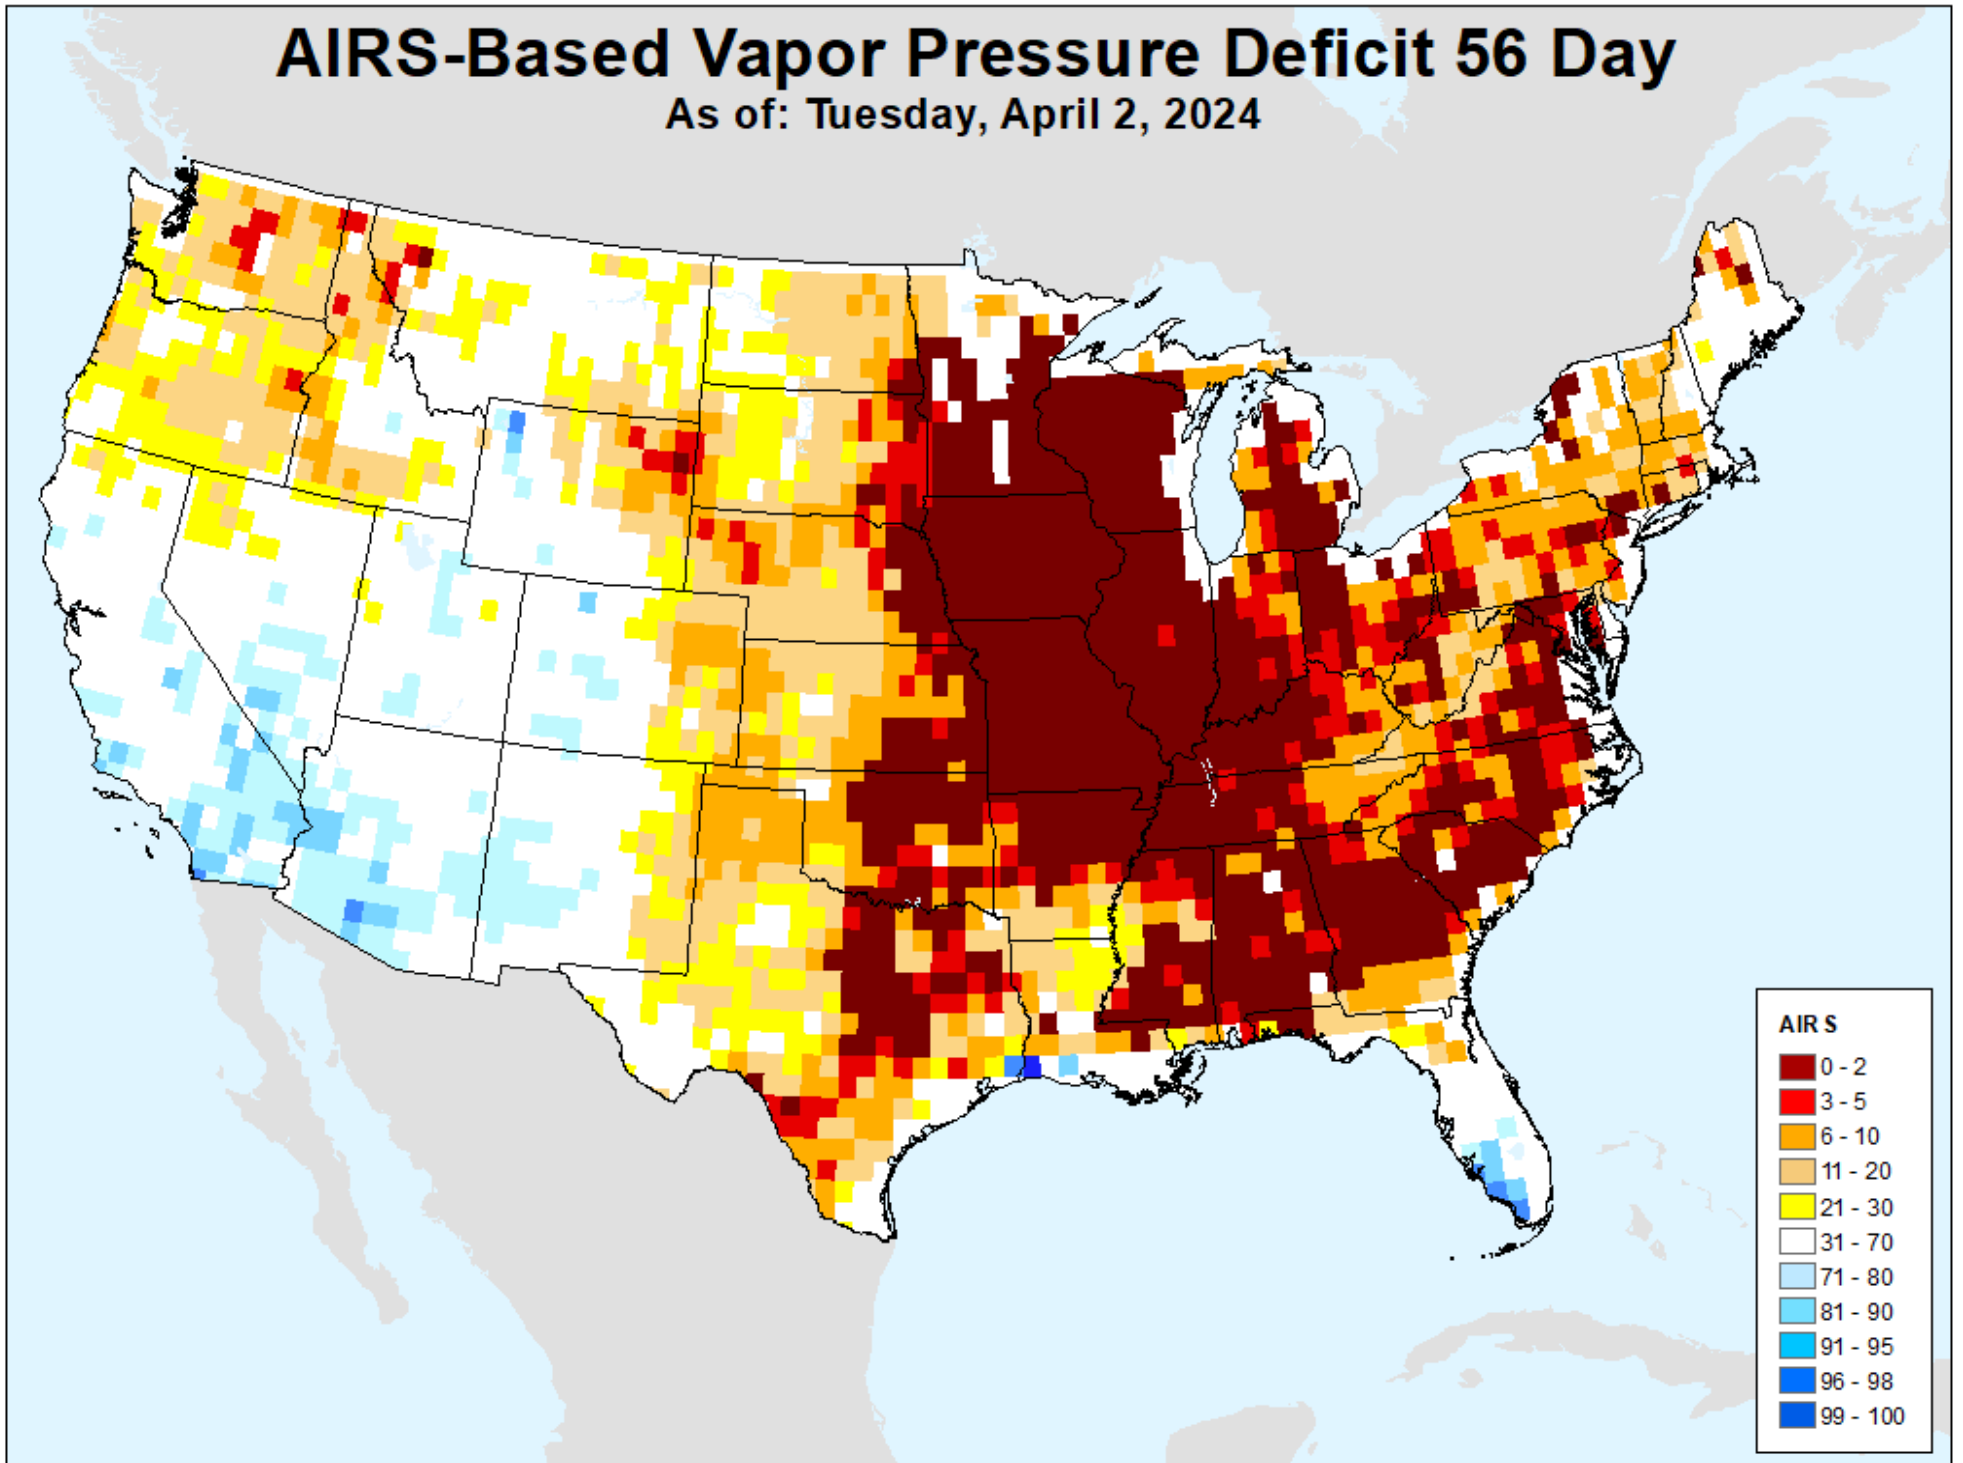 AIRS-Based Vapor Pressure Deficit 56 Day
As of: Tuesday, April 2, 2024
AIRS
0 - 2
3 - 5
6 - 10
11 - 20
21 - 30
31 - 70
71 - 80
81 - 90
91 - 95
96 - 98
99 - 100